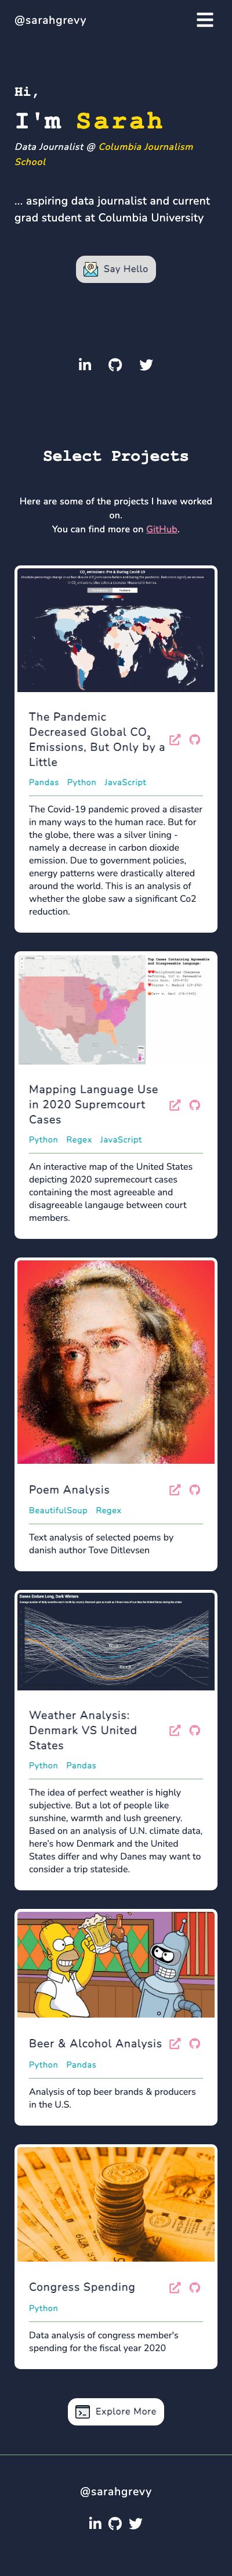 @sarahgrevy
Hi,
I'm Sarah
Data Journalist @ Columbia Journalism
School
... aspiring data journalist and current
grad student at Columbia University
Say Hello
Select Projects
Here are some of the projects I have worked
on.
You can find more on GitHub.
CO₂ emissions: Pre & During Covid-19
The Pandemic
Decreased Global CO₂
Emissions, But Only by a
Little
Pandas Python JavaScript
The Covid-19 pandemic proved a disaster
in many ways to the human race. But for
the globe, there was a silver lining -
namely a decrease in carbon dioxide
emission. Due to government policies,
energy patterns were drastically altered
around the world. This is an analysis of
whether the globe saw a significant Co2
reduction.
Top Cases Containing Agreeable
and Disagreeable Language:
Mapping Language Use
in 2020 Supremcourt
Cases
Python Regex JavaScript
An interactive map of the United States
depicting 2020 supremecourt cases
containing the most agreeable and
disagreeable langauge between court
members.
Poem Analysis
BeautifulSoup Regex
Text analysis of selected poems by
danish author Tove Ditlevsen
Danes Endure Long, Dark Winters
Weather Analysis:
Denmark VS United
States
Python Pandas
The idea of perfect weather is highly
subjective. But a lot of people like
sunshine, warmth and lush greenery.
Based on an analysis of U.N. climate data,
here's how Denmark and the United
States differ and why Danes may want to
consider a trip stateside.
Beer & Alcohol Analysis
Python Pandas
Analysis of top beer brands & producers
in the U.S.
Congress Spending
Python
Data analysis of congress member's
spending for the fiscal year 2020
Explore More
@sarahgrevy